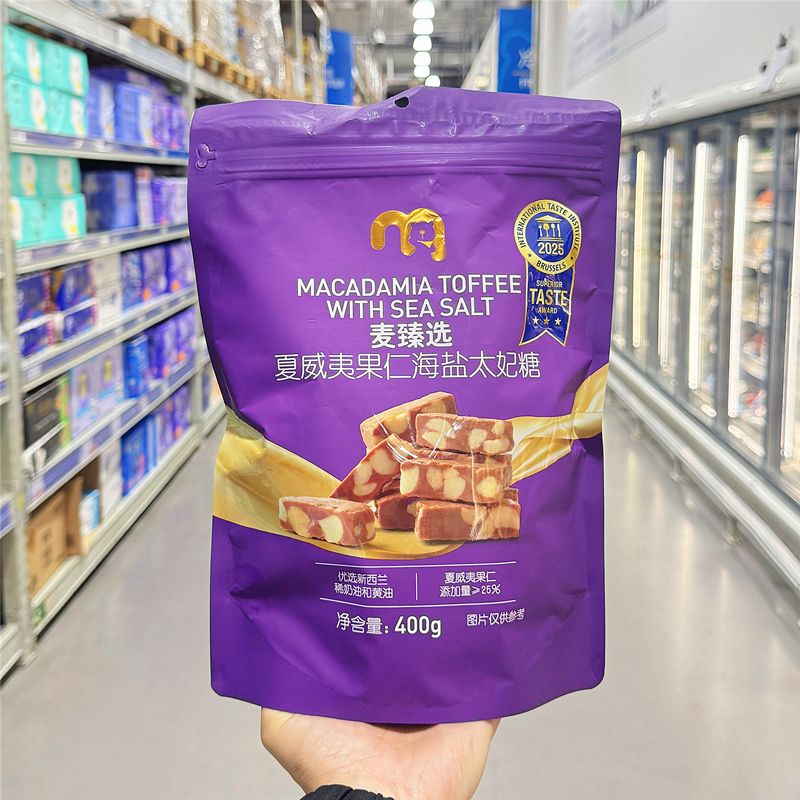 MACADAMIA TOFFEE
WITH SEA SALT
麦臻选
夏威夷果仁海盐太妃糖
INTERNATIONAL TASTE INSTITUTE
2025
BRUSSELS
SUPERIOR
TASTE
AWARD
优选新西兰
稀奶油和黄油
夏威夷果仁
添加量≥25%
净含量：400g
图片仅供参考